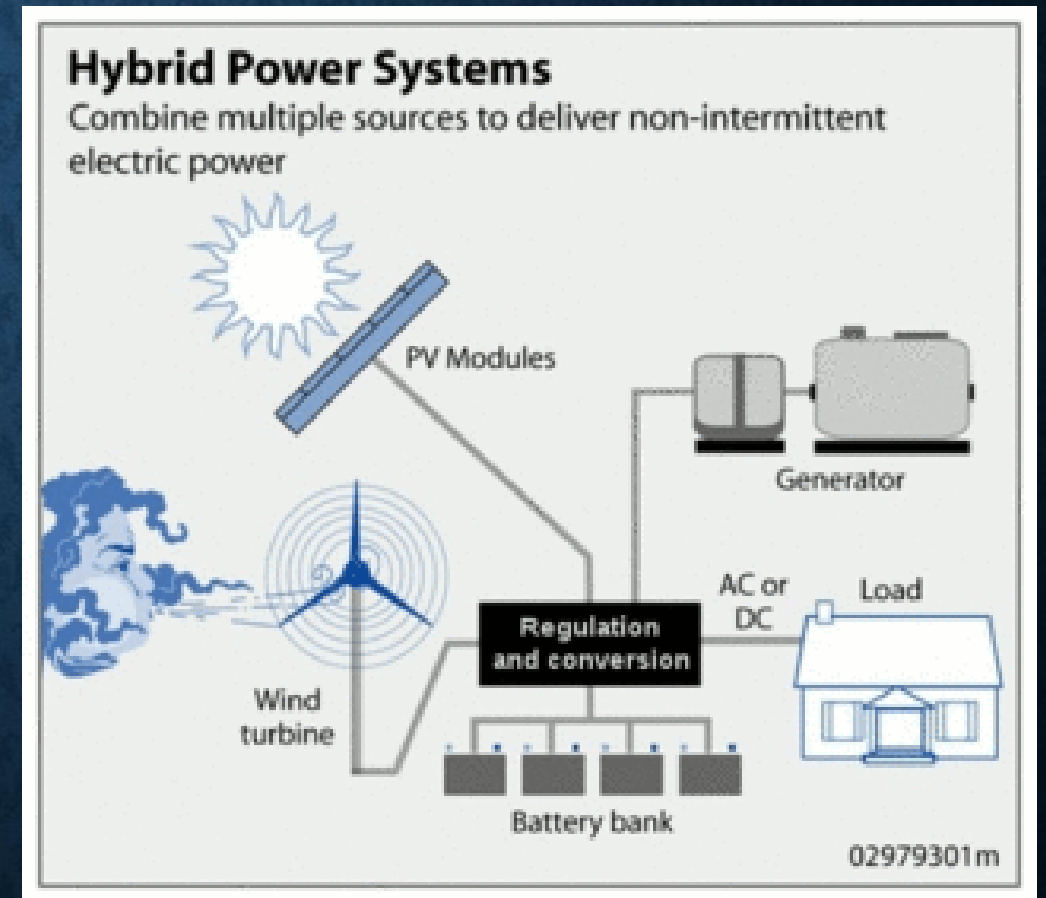 Hybrid Power Systems
Combine multiple sources to deliver non-intermittent
electric power
PV Modules
Generator
AC or
DC
Load
Regulation
and conversion
Wind
turbine
Battery bank
02979301m